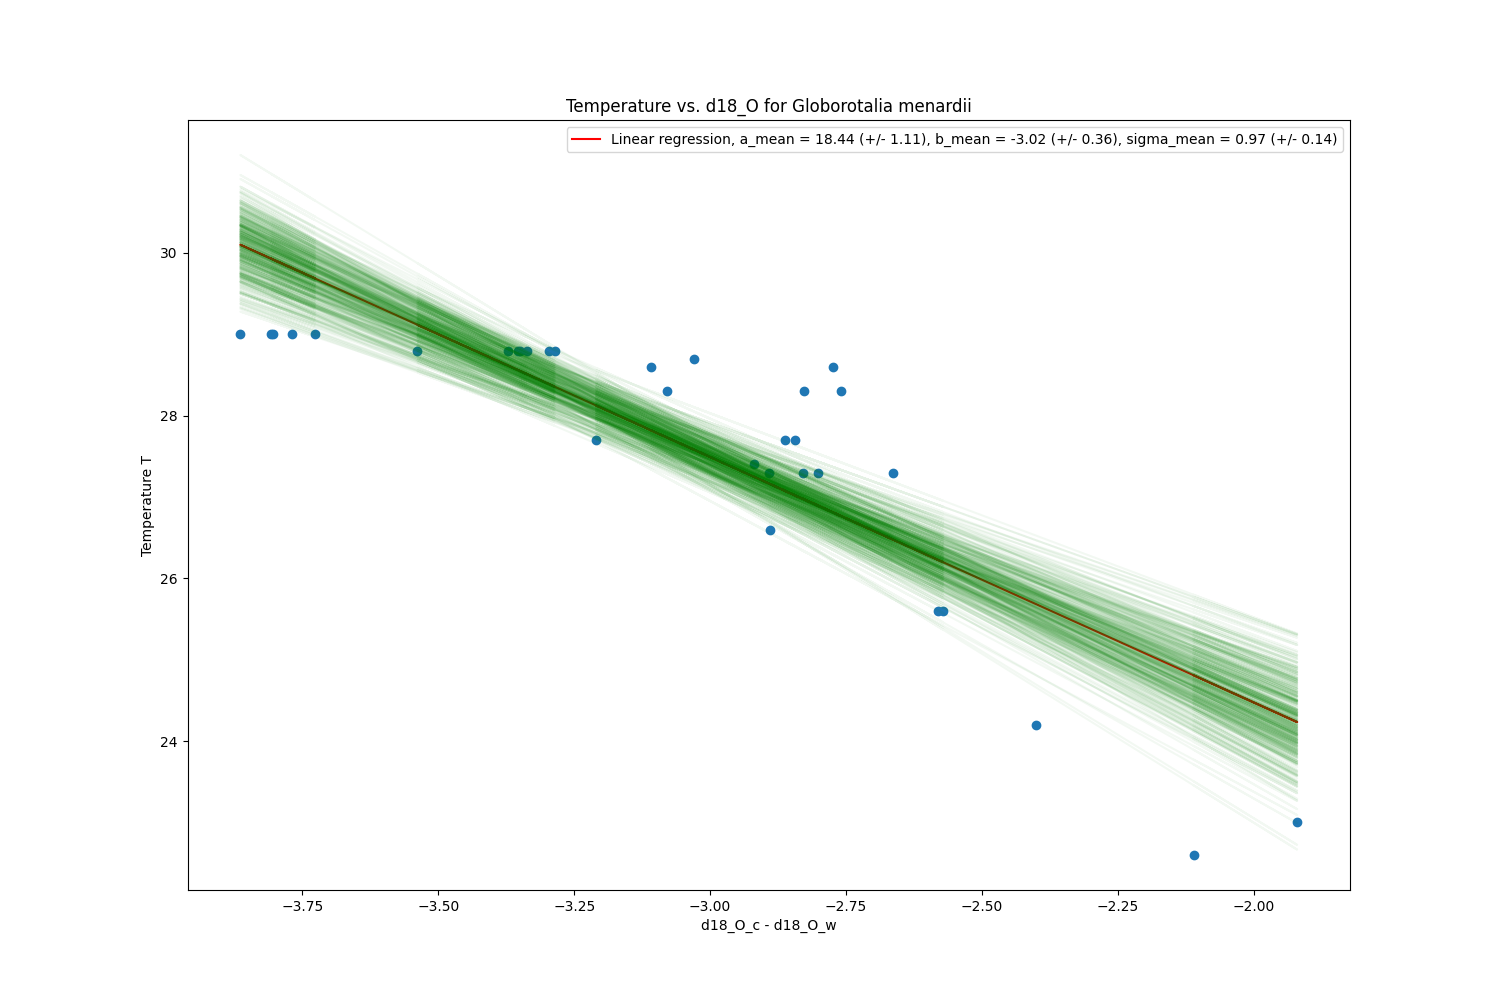 Temperature vs. d18_O for Globorotalia menardii
Linear regression, a_mean = 18.44 (+/- 1.11), b_mean = -3.02 (+/- 0.36), sigma_mean = 0.97 (+/- 0.14)
30
28
26
24
Temperature T
−3.75 −3.50 −3.25 −3.00 −2.75 −2.50 −2.25 −2.00
d18_O_c - d18_O_w